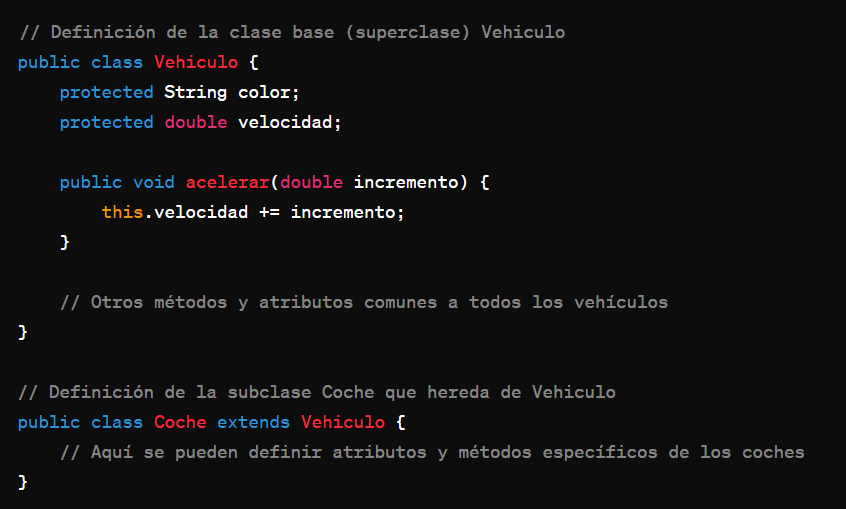 // Definición de la clase base (superclase) Vehiculo
public class Vehiculo {
    protected String color;
    protected double velocidad;

    public void acelerar(double incremento) {
        this.velocidad += incremento;
    }

    // Otros métodos y atributos comunes a todos los vehículos
}

// Definición de la subclase Coche que hereda de Vehiculo
public class Coche extends Vehiculo {
    // Aquí se pueden definir atributos y métodos específicos de los coches
}